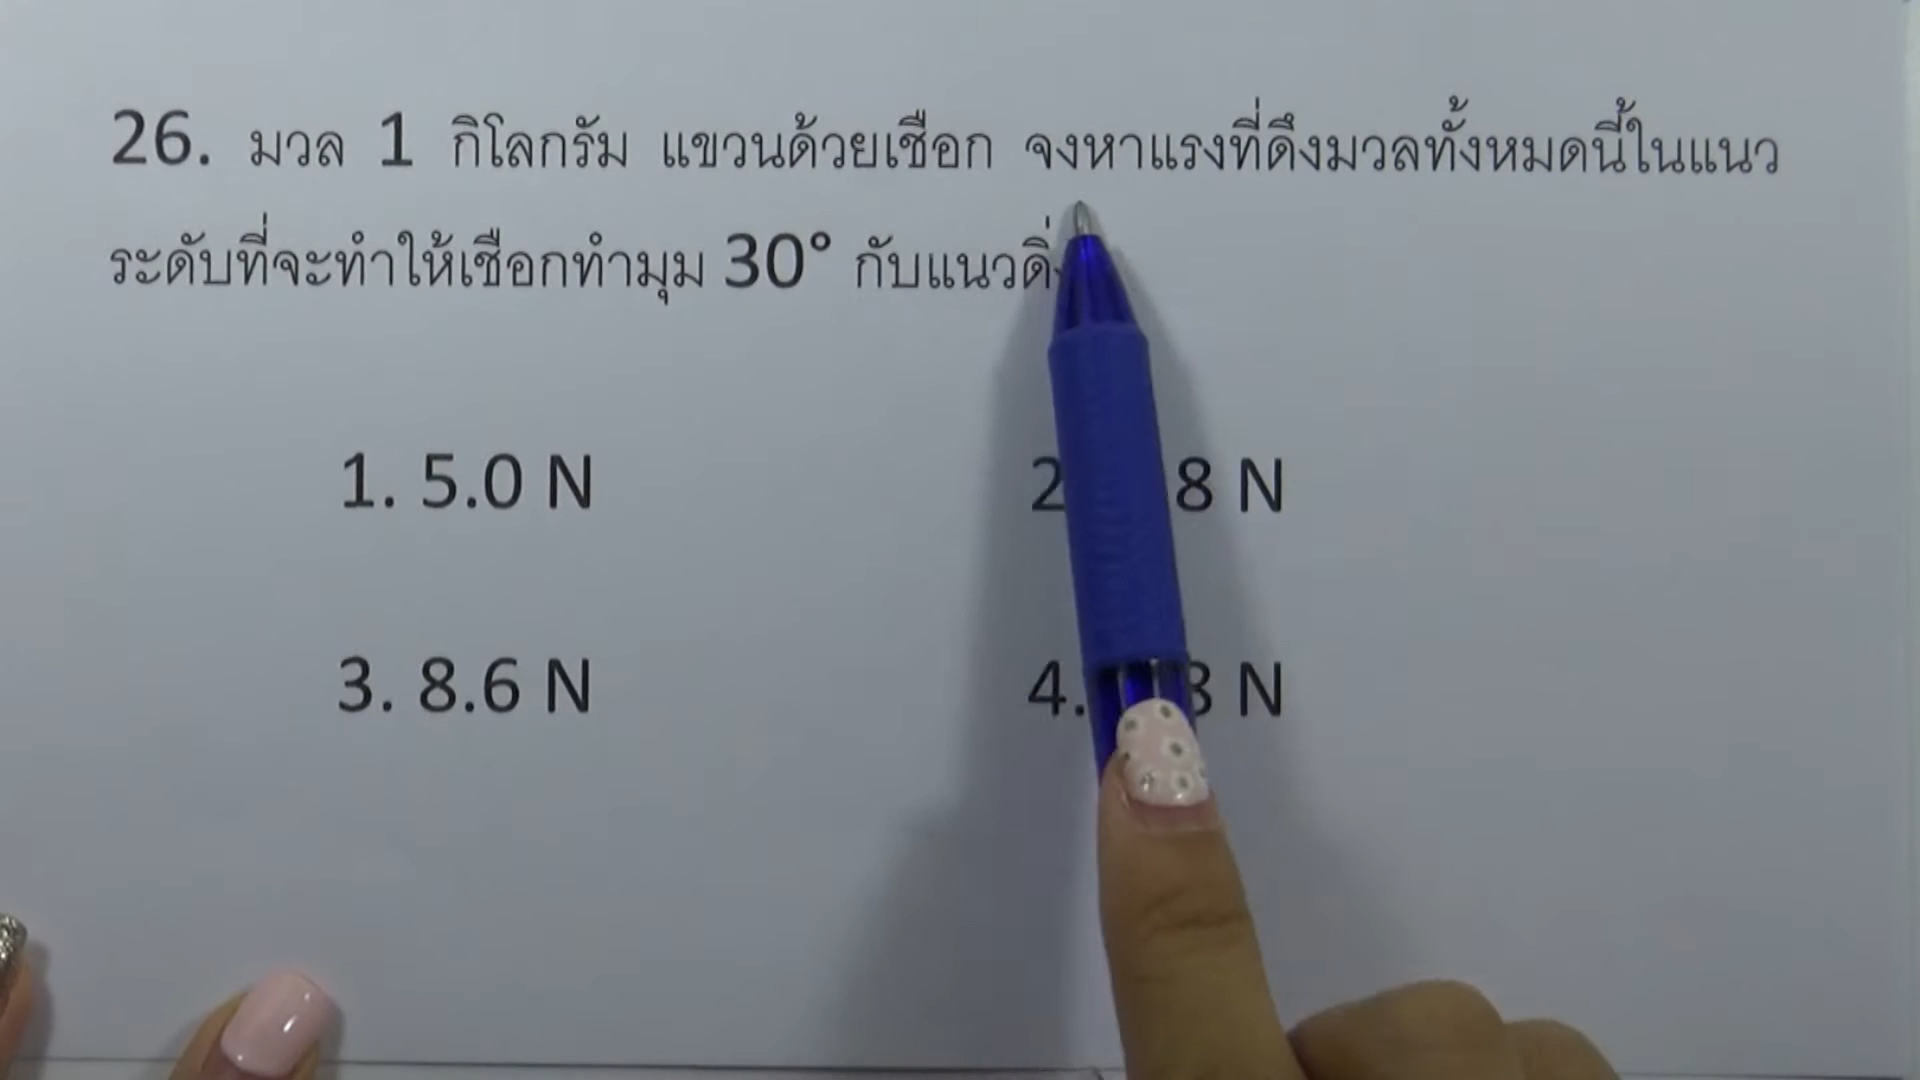 26. มวล 1 กิโลกรัม แขวนด้วยเชือก จงหาแรงที่ดึงมวลทั้งหมดนี้ในแนว
ระดับที่จะทำให้เชือกทำมุม 30° กับแนวดิ่
1. 5.0 N
2 8 N
3. 8.6 N
4. N